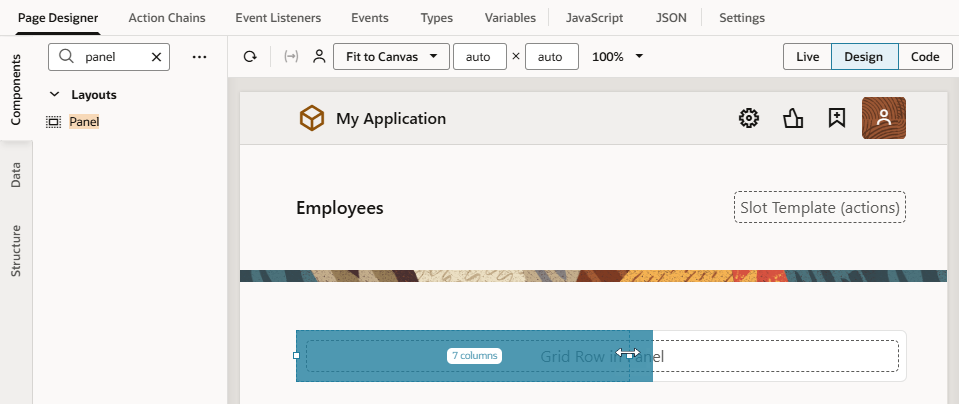 Page Designer Action Chains Event Listeners Events Types Variables JavaScript JSON Settings
Components
Data
Structure
panel
Layouts
Panel
Fit to Canvas auto × auto 100% Live Design Code
My Application
Employees Slot Template (actions)
7 columns Grid Row in Panel